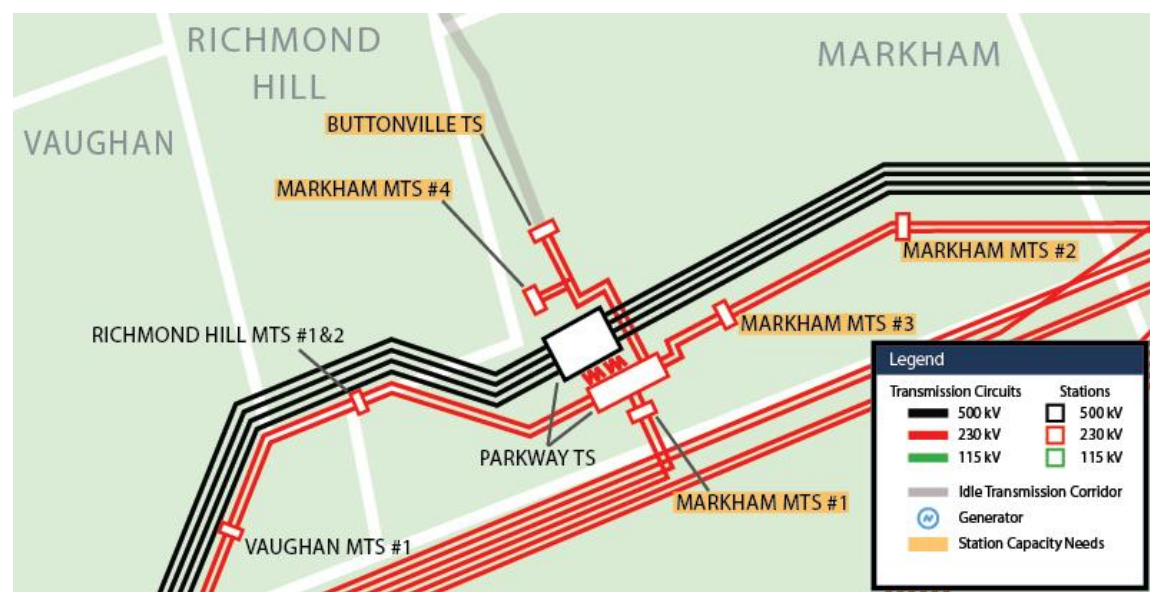 RICHMOND
HILL
MARKHAM
VAUGHAN
BUTTONVILLE TS
MARKHAM MTS #4
MARKHAM MTS #2
MARKHAM MTS #3
RICHMOND HILL MTS #1&2
PARKWAY TS
MARKHAM MTS #1
VAUGHAN MTS #1
Legend
Transmission Circuits Stations
500 kV 500 kV
230 kV 230 kV
115 kV 115 kV
Idle Transmission Corridor
Generator
Station Capacity Needs